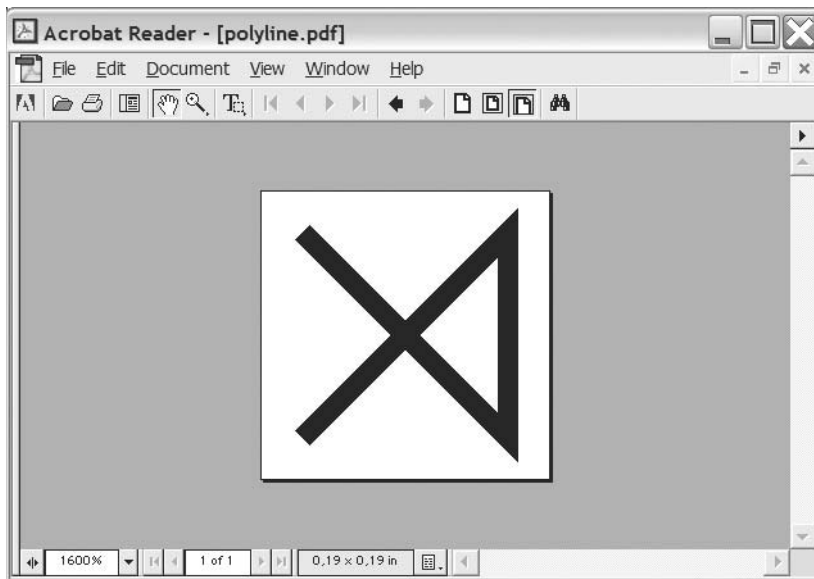 Acrobat Reader - [polyline.pdf]
File Edit Document View Window Help
1600% 1 of 1 0,19 x 0,19 in